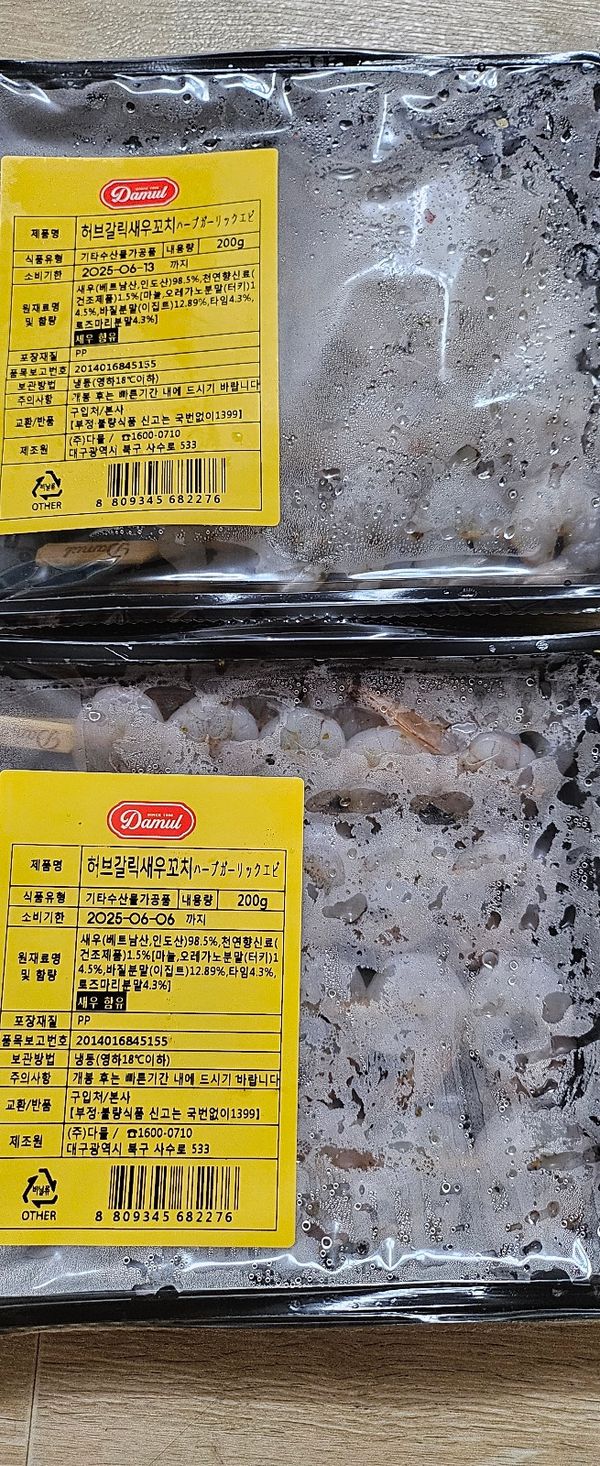 SINCE 1990
Damul
제품명 허브갈릭새우꼬치ハーブガーリックエビ
식품유형 기타수산물가공품 내용량 200g
소비기한 2025-06-13 까지
원재료명 및 함량 새우(베트남산,인도산)98.5%,천연향신료(
건조제품)1.5%[마늘,오레가노분말(터키)1
4.5%,바질분말(이집트)12.89%,타임4.3%,
로즈마리분말4.3%]
새우 함유
포장재질 PP
품목보고번호 2014016845155
보관방법 냉동(영하18℃이하)
주의사항 개봉 후는 빠른기간 내에 드시기 바랍니다
교환/반품 구입처/본사
[부정·불량식품 신고는 국번없이1399]
제조원 (주)다물 / ☎1600-0710
대구광역시 북구 사수로 533
비닐류
OTHER
8 809345 682276
Damul
Damul
SINCE 1990
Damul
제품명 허브갈릭새우꼬치ハーブガーリックエビ
식품유형 기타수산물가공품 내용량 200g
소비기한 2025-06-06 까지
원재료명 및 함량 새우(베트남산,인도산)98.5%,천연향신료(
건조제품)1.5%[마늘,오레가노분말(터키)1
4.5%,바질분말(이집트)12.89%,타임4.3%,
로즈마리분말4.3%]
새우 함유
포장재질 PP
품목보고번호 2014016845155
보관방법 냉동(영하18℃이하)
주의사항 개봉 후는 빠른기간 내에 드시기 바랍니다
교환/반품 구입처/본사
[부정·불량식품 신고는 국번없이1399]
제조원 (주)다물 / ☎1600-0710
대구광역시 북구 사수로 533
비닐류
OTHER
8 809345 682276